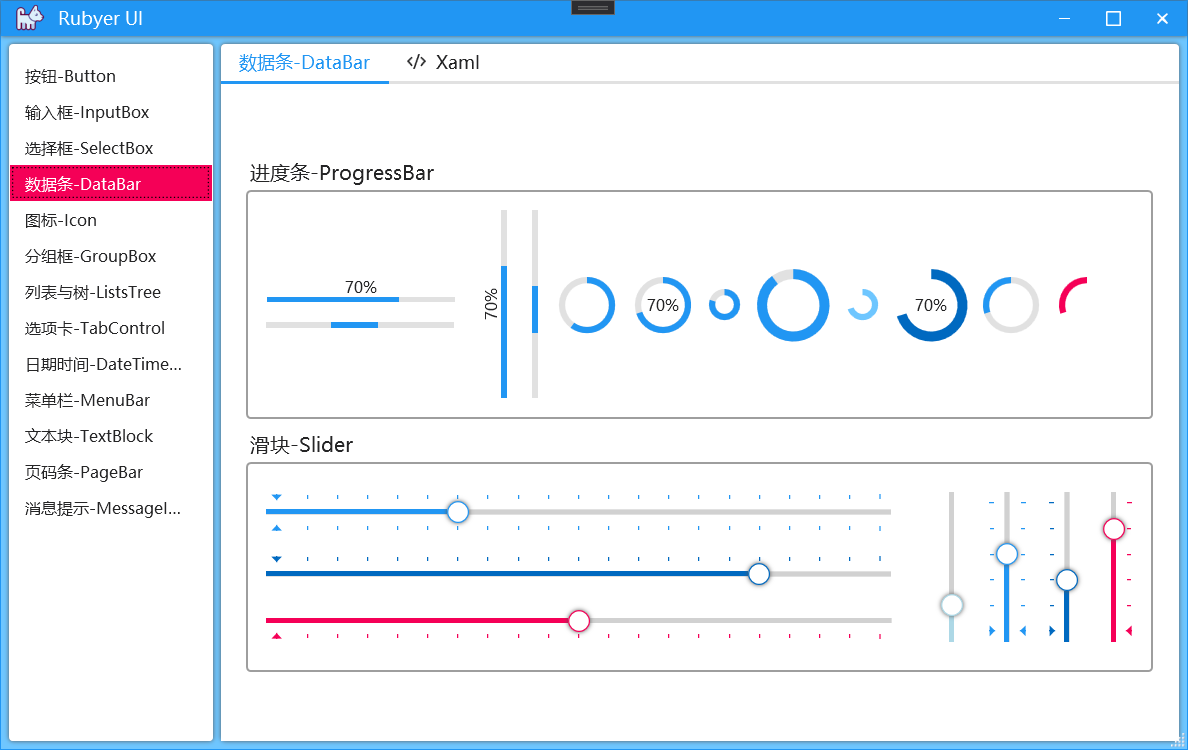 Rubyer UI
按钮-Button
输入框-InputBox
选择框-SelectBox
数据条-DataBar
图标-Icon
分组框-GroupBox
列表与树-ListsTree
选项卡-TabControl
日期时间-DateTime...
菜单栏-MenuBar
文本块-TextBlock
页码条-PageBar
消息提示-MessageI...
数据条-DataBar
</> Xaml
进度条-ProgressBar
70%
70%
70%
70%
滑块-Slider